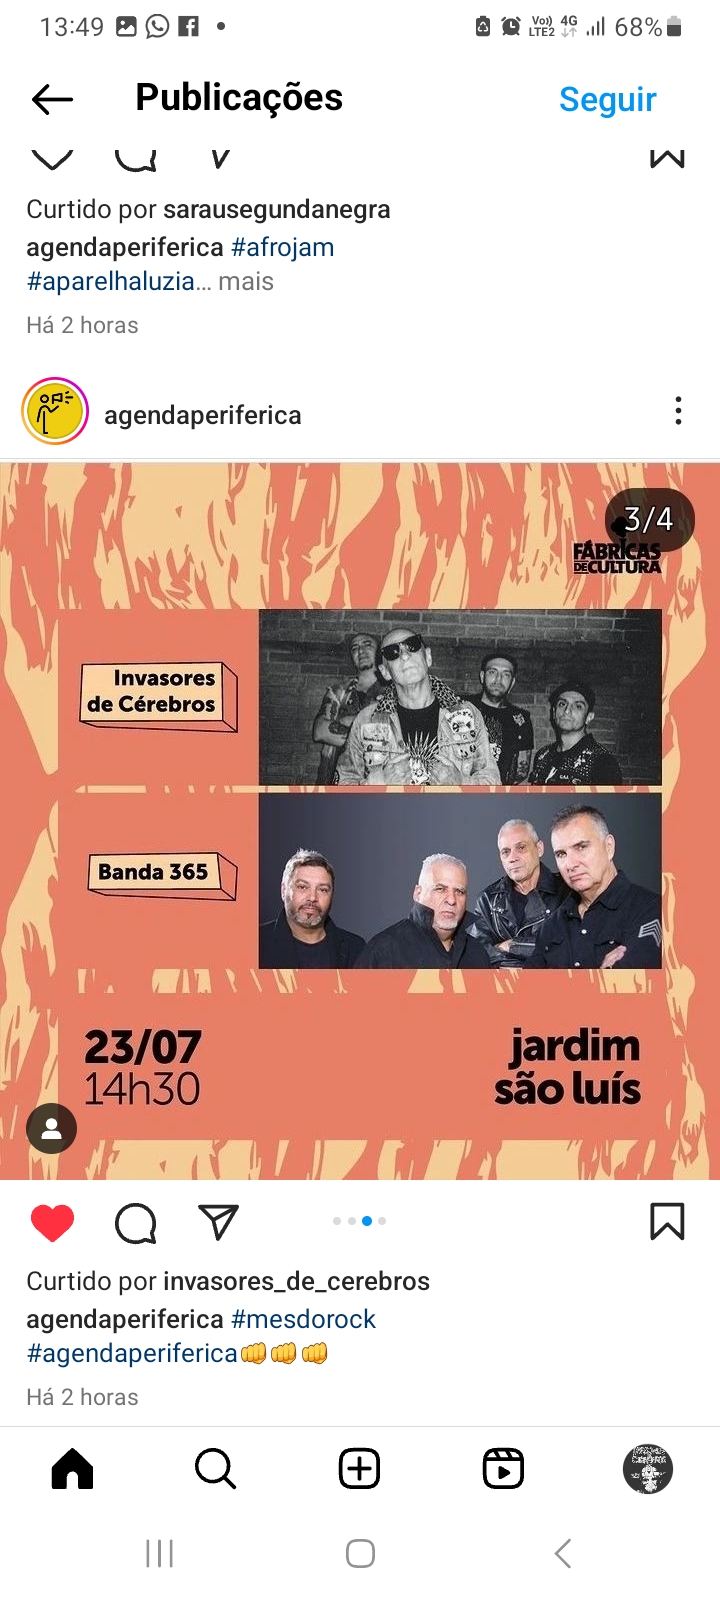 13:49
Vo)) LTE2 4G 68%
Publicações
Seguir
Curtido por sarausegundanegra
agendaperiferica #afrojam
#aparelhaluzia... mais
Há 2 horas
agendaperiferica
3/4
FÁBRICAS
DE CULTURA
Invasores
de Cérebros
Banda 365
23/07
14h30
jardim
são luís
Curtido por invasores_de_cerebros
agendaperiferica #mesdorock
#agendaperiferica👊👊👊
Há 2 horas